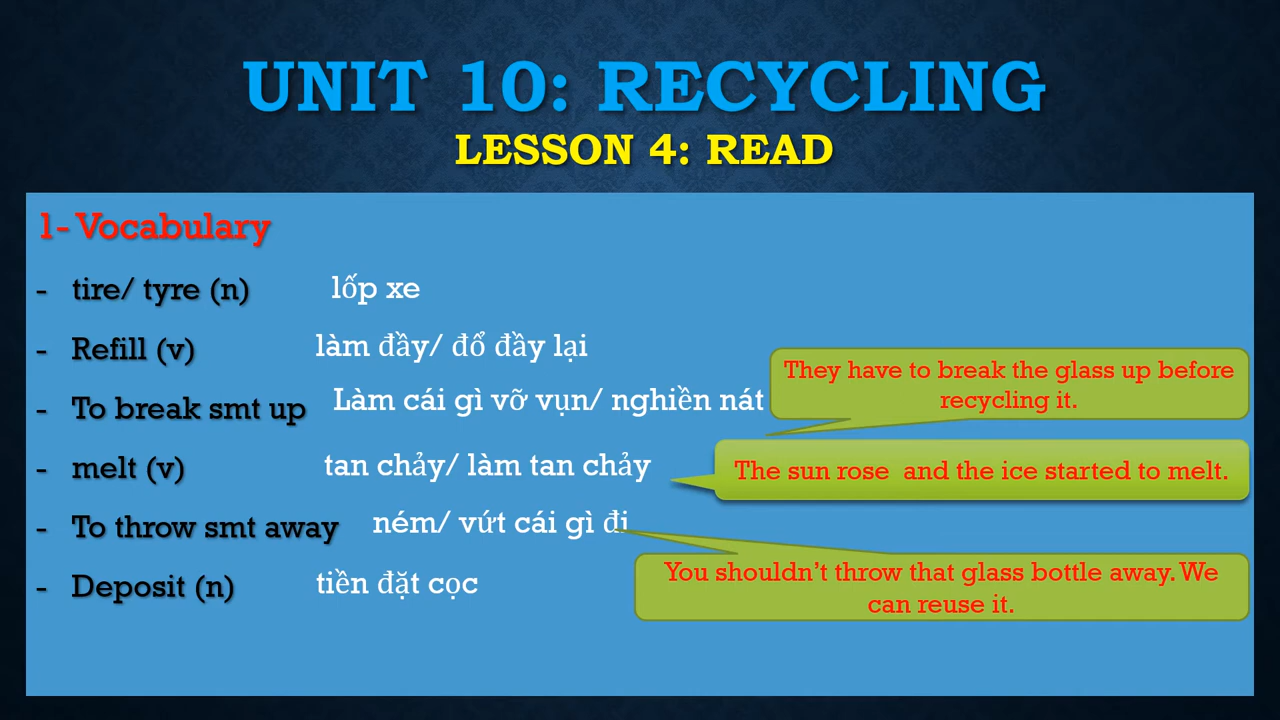 UNIT 10: RECYCLING
LESSON 4: READ
1- Vocabulary
- tire/ tyre (n) lốp xe
- Refill (v) làm đầy/ đổ đầy lại
- To break smt up Làm cái gì vỡ vụn/ nghiền nát
They have to break the glass up before
recycling it.
- melt (v) tan chảy/ làm tan chảy
The sun rose and the ice started to melt.
- To throw smt away ném/ vứt cái gì đi
You shouldn’t throw that glass bottle away. We
can reuse it.
- Deposit (n) tiền đặt cọc